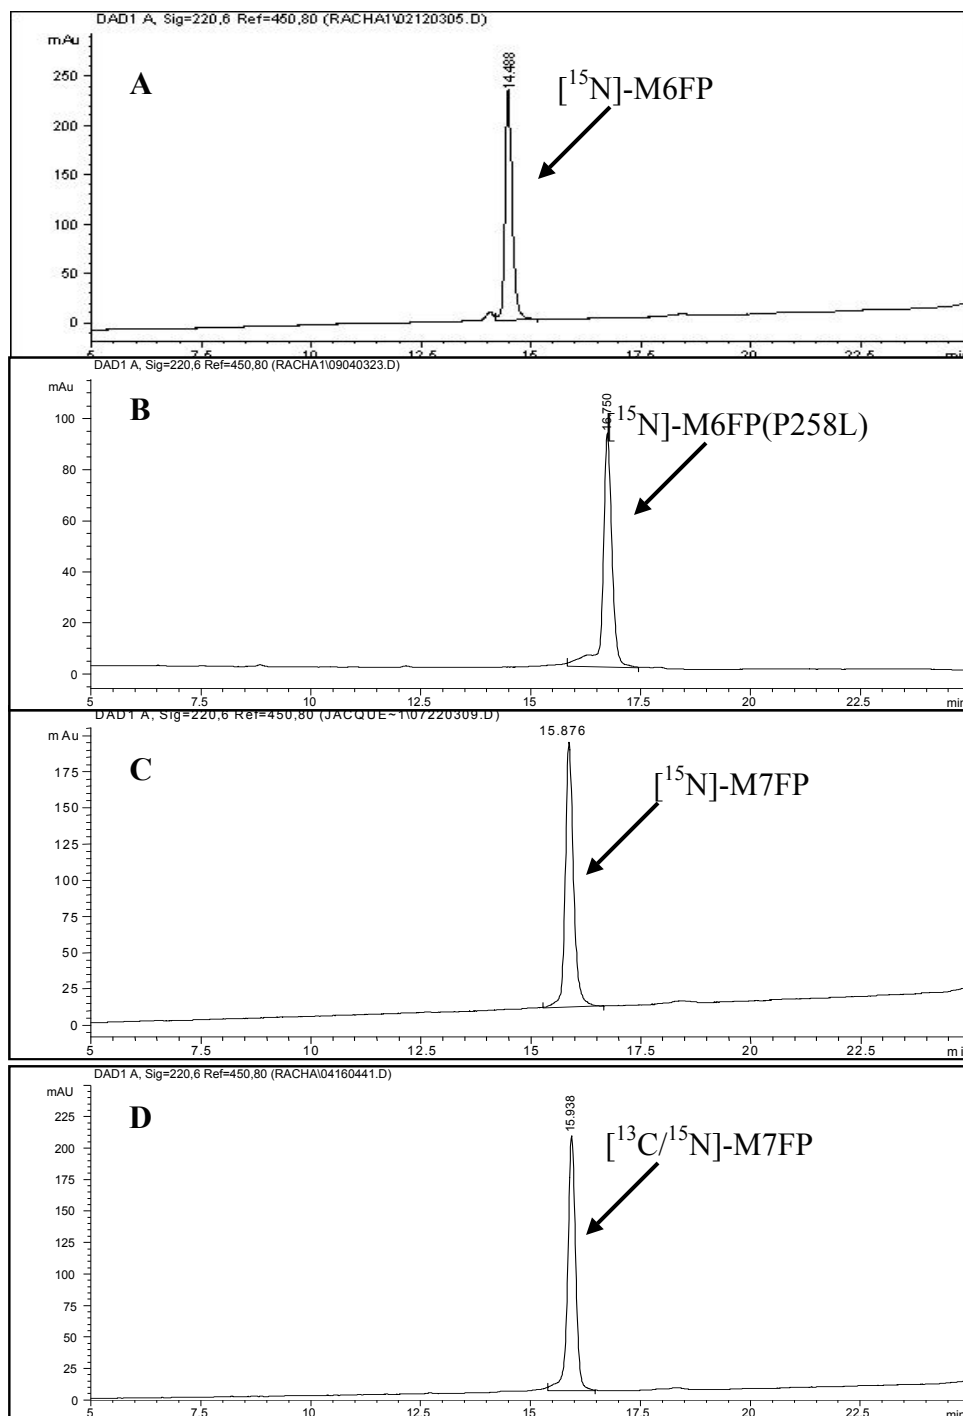 DAD1 A, Sig=220,6 Ref=450,80 (RACHA1\02120305.D)
mAu
A
14.488
[15N]-M6FP
250
200
150
100
50
0
5 7.5 10 12.5 15 17.5 20 22.5 min
DAD1 A, Sig=220,6 Ref=450,80 (RACHA1\09040323.D)
mAu
B
16.750
15N]-M6FP(P258L)
100
80
60
40
20
0
5 7.5 10 12.5 15 17.5 20 22.5 min
DAD1 A, Sig=220,6 Ref=450,80 (JACQUE~1\07220309.D)
mAu
C
15.876
[15N]-M7FP
175
150
125
100
75
50
25
0
5 7.5 10 12.5 15 17.5 20 22.5 mi
DAD1 A, Sig=220,6 Ref=450,80 (RACHA\04160441.D)
mAU
D
15.938
[13C/15N]-M7FP
225
200
175
150
125
100
75
50
25
0
5 7.5 10 12.5 15 17.5 20 22.5 min